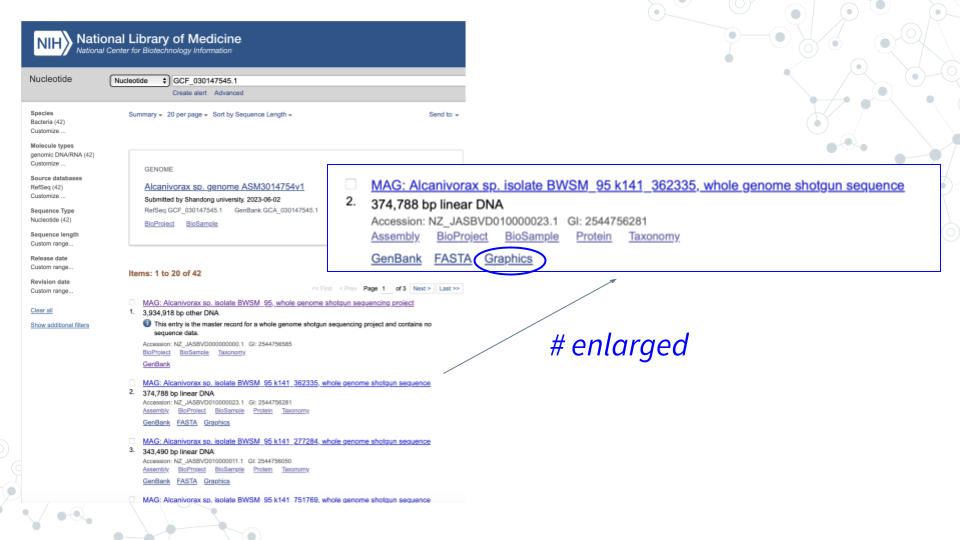 NIH National Library of Medicine
National Center for Biotechnology Information
Nucleotide
Nucleotide GCF_030147545.1
Create alert Advanced
Species
Bacteria (42)
Customize ...
Molecule types
genomic DNA/RNA (42)
Customize ...
Source databases
RefSeq (42)
Customize ...
Sequence Type
Nucleotide (42)
Sequence length
Custom range...
Release date
Custom range...
Revision date
Custom range...
Clear all
Show additional filters
Summary 20 per page Sort by Sequence Length Send to:
GENOME
Alcanivorax sp. genome ASM3014754v1
Submitted by Shandong university. 2023-06-02
RefSeq GCF_030147545.1 GenBank GCA_030147545.1
BioProject BioSample
Items: 1 to 20 of 42
<< First < Prev Page 1 of 3 Next > Last >>
MAG: Alcanivorax sp. isolate BWSM_95, whole genome shotgun sequencing project
1. 3,934,918 bp other DNA
This entry is the master record for a whole genome shotgun sequencing project and contains no
sequence data.
Accession: NZ_JASBVD000000000.1 GI: 2544756585
BioProject BioSample Taxonomy
GenBank
MAG: Alcanivorax sp. isolate BWSM_95 k141_362335, whole genome shotgun sequence
2. 374,788 bp linear DNA
Accession: NZ_JASBVD010000023.1 GI: 2544756281
Assembly BioProject BioSample Protein Taxonomy
GenBank FASTA Graphics
MAG: Alcanivorax sp. isolate BWSM_95 k141_277284, whole genome shotgun sequence
3. 343,490 bp linear DNA
Accession: NZ_JASBVD010000011.1 GI: 2544756050
Assembly BioProject BioSample Protein Taxonomy
GenBank FASTA Graphics
MAG: Alcanivorax sp. isolate BWSM_95 k141_751769, whole genome shotgun sequence
MAG: Alcanivorax sp. isolate BWSM_95 k141_362335, whole genome shotgun sequence
2. 374,788 bp linear DNA
Accession: NZ_JASBVD010000023.1 GI: 2544756281
Assembly BioProject BioSample Protein Taxonomy
GenBank FASTA Graphics
# enlarged